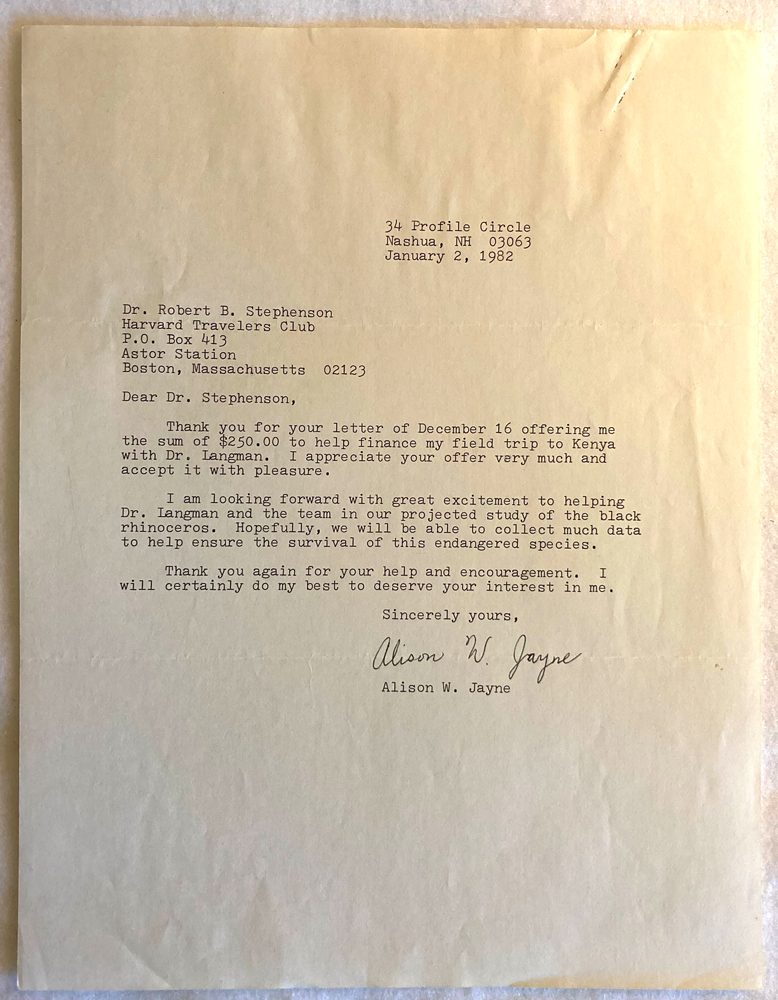 34 Profile Circle
Nashua, NH  03063
January 2, 1982
Dr. Robert B. Stephenson
Harvard Travelers Club
P.O. Box 413
Astor Station
Boston, Massachusetts  02123
Dear Dr. Stephenson,
Thank you for your letter of December 16 offering me
the sum of $250.00 to help finance my field trip to Kenya
with Dr. Langman.  I appreciate your offer very much and
accept it with pleasure.
I am looking forward with great excitement to helping
Dr. Langman and the team in our projected study of the black
rhinoceros.  Hopefully, we will be able to collect much data
to help ensure the survival of this endangered species.
Thank you again for your help and encouragement.  I
will certainly do my best to deserve your interest in me.
Sincerely yours,
Alison W. Jayne
Alison W. Jayne